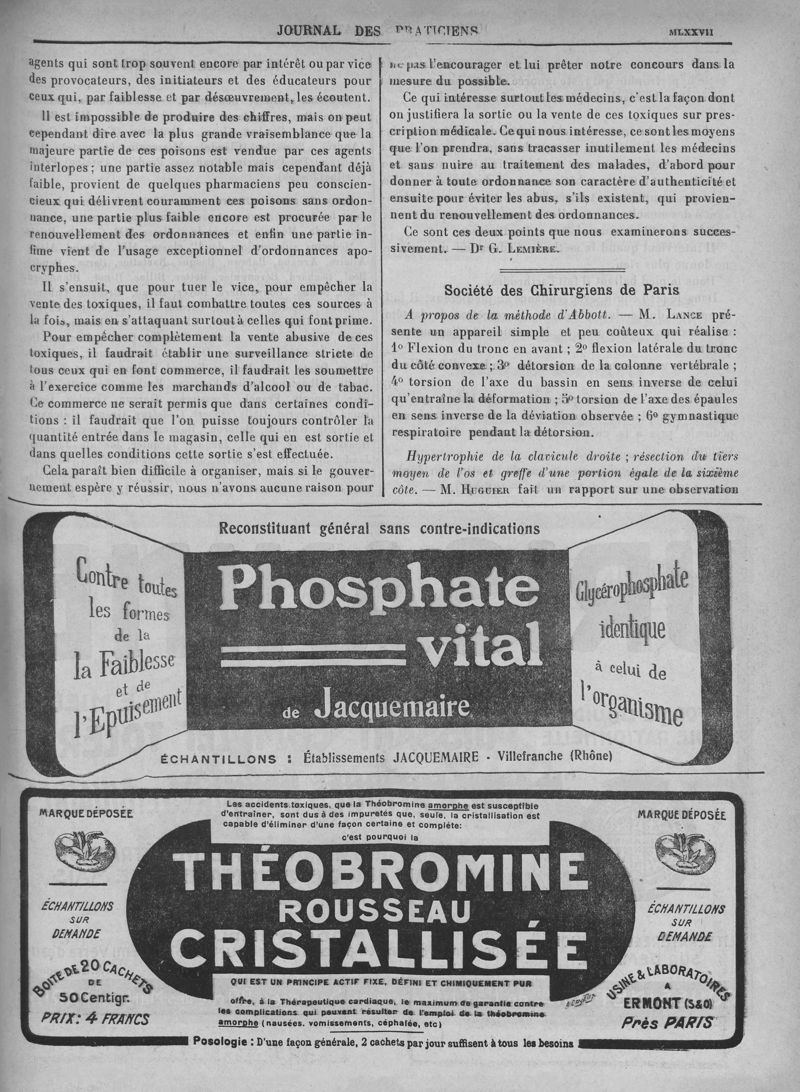 JOURNAL DES PRATICIENS
MLXXVII
agents qui sont trop souvent encore par intérêt ou par vice
des provocateurs, des initiateurs et des éducateurs pour
ceux qui, par faiblesse et par désœuvrement, les écoutent.
Il est impossible de produire des chiffres, mais on peut
cependant dire avec la plus grande vraisemblance que la
majeure partie de ces poisons est vendue par ces agents
interlopes ; une partie assez notable mais cependant déjà
faible, provient de quelques pharmaciens peu conscien-
cieux qui délivrent couramment ces poisons sans ordon-
nance, une partie plus faible encore est procurée par le
renouvellement des ordonnances et enfin une partie in-
fime vient de l'usage exceptionnel d'ordonnances apo-
cryphes.
Il s'ensuit, que pour tuer le vice, pour empêcher la
vente des toxiques, il faut combattre toutes ces sources à
la fois, mais en s'attaquant surtout à celles qui font prime.
Pour empêcher complètement la vente abusive de ces
toxiques, il faudrait établir une surveillance stricte de
tous ceux qui en font commerce, il faudrait les soumettre
à l'exercice comme les marchands d'alcool ou de tabac.
Ce commerce ne serait permis que dans certaines condi-
tions : il faudrait que l'on puisse toujours contrôler la
quantité entrée dans le magasin, celle qui en est sortie et
dans quelles conditions cette sortie s'est effectuée.
Cela paraît bien difficile à organiser, mais si le gouver-
nement espère y réussir, nous n'avons aucune raison pour
ne pas l'encourager et lui prêter notre concours dans la
mesure du possible.
Ce qui intéresse surtout les médecins, c'est la façon dont
on justifiera la sortie ou la vente de ces toxiques sur pres-
cription médicale. Ce qui nous intéresse, ce sont les moyens
que l'on prendra, sans tracasser inutilement les médecins
et sans nuire au traitement des malades, d'abord pour
donner à toute ordonnance son caractère d'authenticité et
ensuite pour éviter les abus, s'ils existent, qui provien-
nent du renouvellement des ordonnances.
Ce sont ces deux points que nous examinerons succes-
sivement. — Dr G. LEMIÈRE.
Société des Chirurgiens de Paris
A propos de la méthode d'Abbott. — M. LANCE pré-
sente un appareil simple et peu coûteux qui réalise :
1o Flexion du tronc en avant ; 2o flexion latérale du tronc
du côté convexe ; 3o détorsion de la colonne vertébrale ;
4o torsion de l'axe du bassin en sens inverse de celui
qu'entraîne la déformation ; 5o torsion de l'axe des épaules
en sens inverse de la déviation observée ; 6o gymnastique
respiratoire pendant la détorsion.
Hypertrophie de la clavicule droite ; résection du tiers
moyen de l'os et greffe d'une portion égale de la sixième
côte. — M. HUGUIER fait un rapport sur une observation
Reconstituant général sans contre-indications
Contre toutes
les formes
de la
la Faiblesse
et de
l'Epuisement
Phosphate
vital
de Jacquemaire
Glycérophosphate
identique
à celui de
l'organisme
ÉCHANTILLONS : Établissements JACQUEMAIRE - Villefranche (Rhône)
MARQUE DÉPOSÉE
ÉCHANTILLONS
SUR
DEMANDE
BOITE DE 20 CACHETS
DE
50 Centigr.
PRIX: 4 FRANCS
Les accidents toxiques, que la Théobromine amorphe est susceptible
d'entraîner, sont dus à des impuretés que, seule, la cristallisation est
capable d'éliminer d'une façon certaine et complète:
c'est pourquoi la
THÉOBROMINE
ROUSSEAU
CRISTALLISÉE
QUI EST UN PRINCIPE ACTIF FIXE, DÉFINI ET CHIMIQUEMENT PUR
offre, à la Thérapeutique cardiaque, le maximum de garantie contre
les complications qui peuvent résulter de l'emploi de la théobromine
amorphe (nausées, vomissements, céphalée, etc)
Posologie : D'une façon générale, 2 cachets par jour suffisent à tous les besoins
MARQUE DÉPOSÉE
ÉCHANTILLONS
SUR
DEMANDE
USINE & LABORATOIRES
A
ERMONT (S&O)
Près PARIS